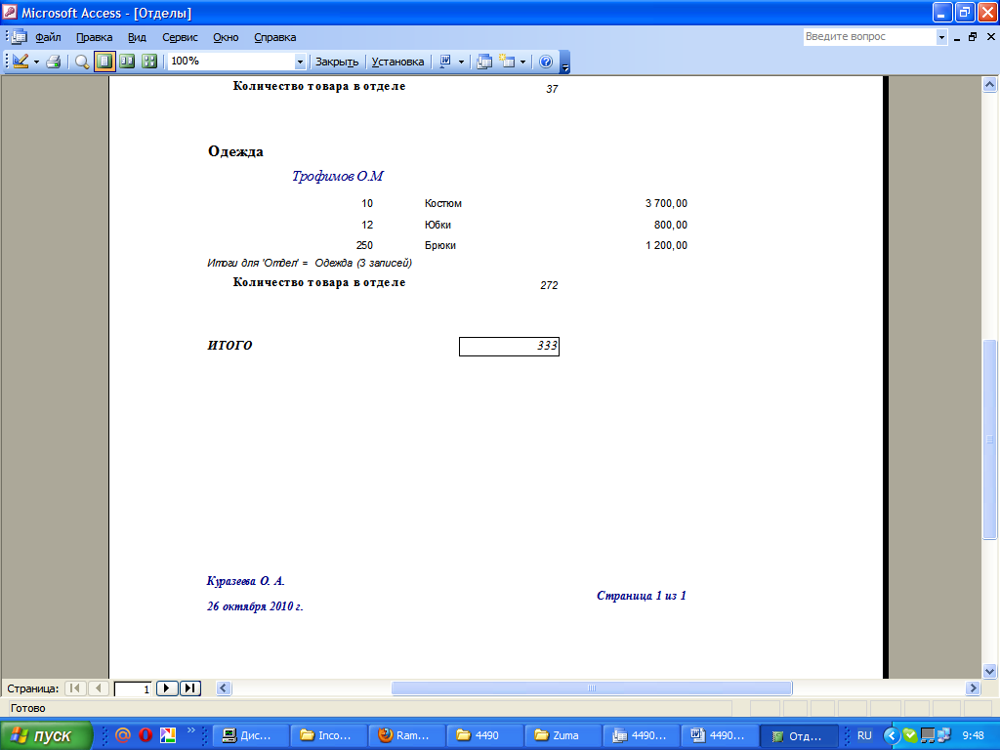 Microsoft Access - [Отделы]
Файл Правка Вид Сервис Окно Справка Введите вопрос
100% Закрыть Установка
Количество товара в отделе 37
Одежда
Трофимов О.М
10 Костюм 3 700,00
12 Юбки 800,00
250 Брюки 1 200,00
Итоги для 'Отдел' = Одежда (3 записей)
Количество товара в отделе 272
ИТОГО 333
Куразева О. А.
Страница 1 из 1
26 октября 2010 г.
Страница: 1
Готово
пуск Дис... Inco... Ram... 4490 Zuma 4490... 4490... Отд... RU 9:48